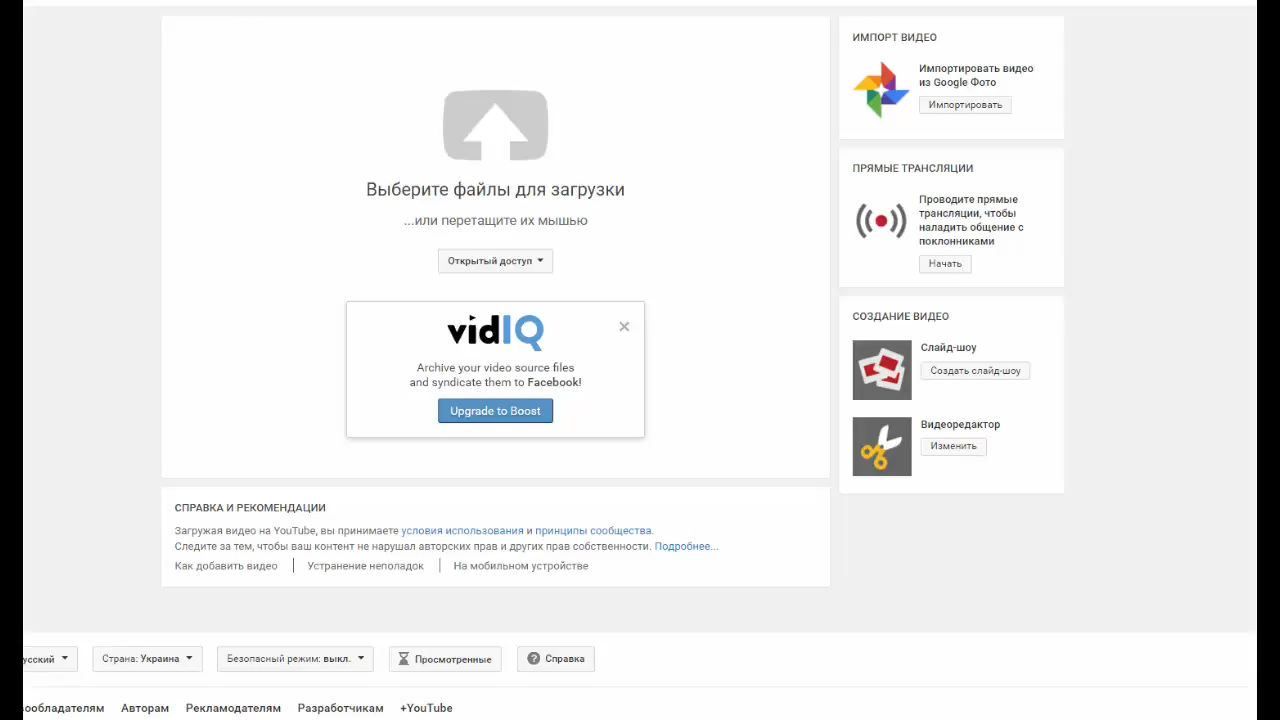 Выберите файлы для загрузки
...или перетащите их мышью
Открытый доступ
vidIQ
Archive your video source files
and syndicate them to Facebook!
Upgrade to Boost
ИМПОРТ ВИДЕО
Импортировать видео
из Google Фото
Импортировать
ПРЯМЫЕ ТРАНСЛЯЦИИ
Проводите прямые
трансляции, чтобы
наладить общение с
поклонниками
Начать
СОЗДАНИЕ ВИДЕО
Слайд-шоу
Создать слайд-шоу
Видеоредактор
Изменить
СПРАВКА И РЕКОМЕНДАЦИИ
Загружая видео на YouTube, вы принимаете условия использования и принципы сообщества.
Следите за тем, чтобы ваш контент не нарушал авторских прав и других прав собственности. Подробнее...
Как добавить видео Устранение неполадок На мобильном устройстве
усский Страна: Украина Безопасный режим: выкл. Просмотренные ? Справка
вообладателям Авторам Рекламодателям Разработчикам +YouTube